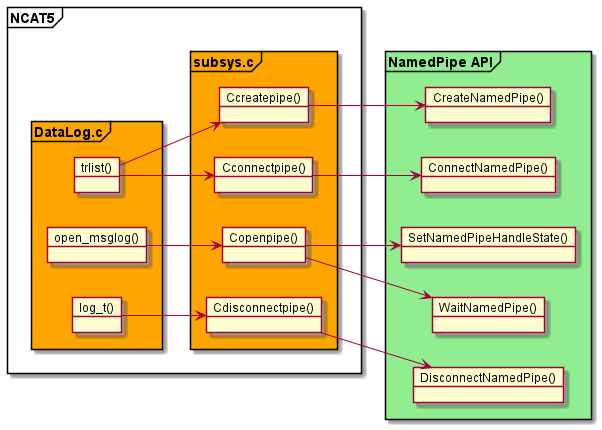 NCAT5
DataLog.c
trlist()
open_msglog()
log_t()
subsys.c
Ccreatepipe()
Cconnectpipe()
Copenpipe()
Cdisconnectpipe()
NamedPipe API
CreateNamedPipe()
ConnectNamedPipe()
SetNamedPipeHandleState()
WaitNamedPipe()
DisconnectNamedPipe()